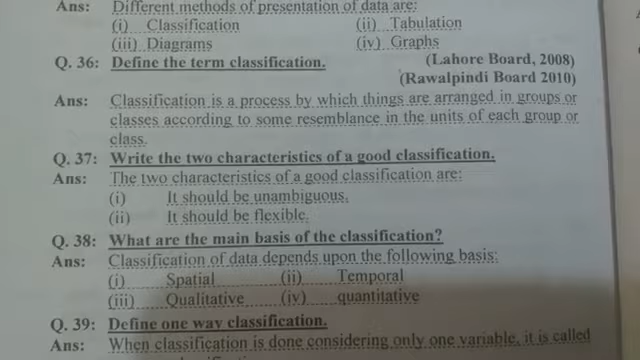 Ans: Different methods of presentation of data are:
(i) Classification (ii) Tabulation
(iii) Diagrams (iv) Graphs
Q. 36: Define the term classification. (Lahore Board, 2008)
(Rawalpindi Board 2010)
Ans: Classification is a process by which things are arranged in groups or
classes according to some resemblance in the units of each group or
class.
Q. 37: Write the two characteristics of a good classification.
Ans: The two characteristics of a good classification are:
(i) It should be unambiguous.
(ii) It should be flexible.
Q. 38: What are the main basis of the classification?
Ans: Classification of data depends upon the following basis:
(i) Spatial (ii) Temporal
(iii) Qualitative (iv) quantitative
Q. 39: Define one way classification.
Ans: When classification is done considering only one variable, it is called